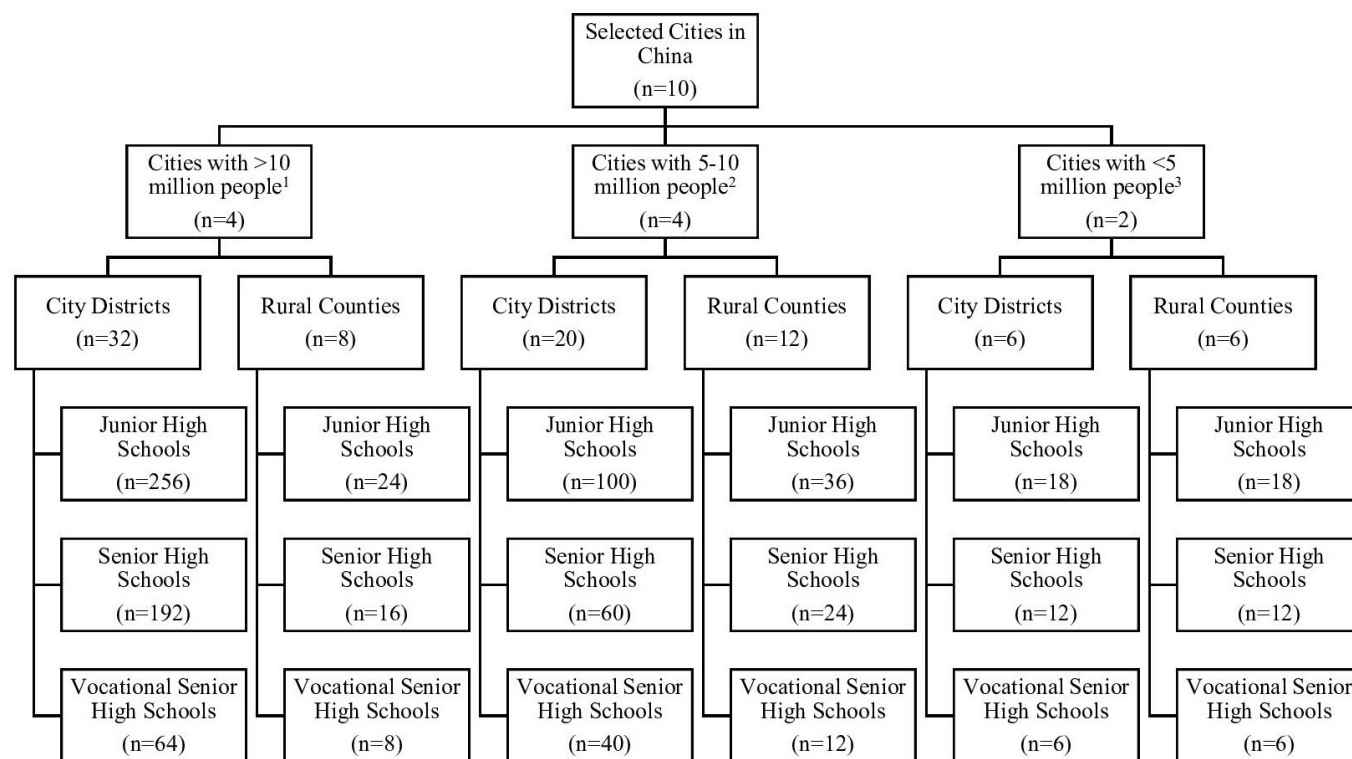 Selected Cities in
China
(n=10)
Cities with >10
million people¹
(n=4)
Cities with 5-10
million people²
(n=4)
Cities with <5
million people³
(n=2)
City Districts
(n=32)
Rural Counties
(n=8)
City Districts
(n=20)
Rural Counties
(n=12)
City Districts
(n=6)
Rural Counties
(n=6)
Junior High
Schools
(n=256)
Junior High
Schools
(n=24)
Junior High
Schools
(n=100)
Junior High
Schools
(n=36)
Junior High
Schools
(n=18)
Junior High
Schools
(n=18)
Senior High
Schools
(n=192)
Senior High
Schools
(n=16)
Senior High
Schools
(n=60)
Senior High
Schools
(n=24)
Senior High
Schools
(n=12)
Senior High
Schools
(n=12)
Vocational Senior
High Schools
(n=64)
Vocational Senior
High Schools
(n=8)
Vocational Senior
High Schools
(n=40)
Vocational Senior
High Schools
(n=12)
Vocational Senior
High Schools
(n=6)
Vocational Senior
High Schools
(n=6)